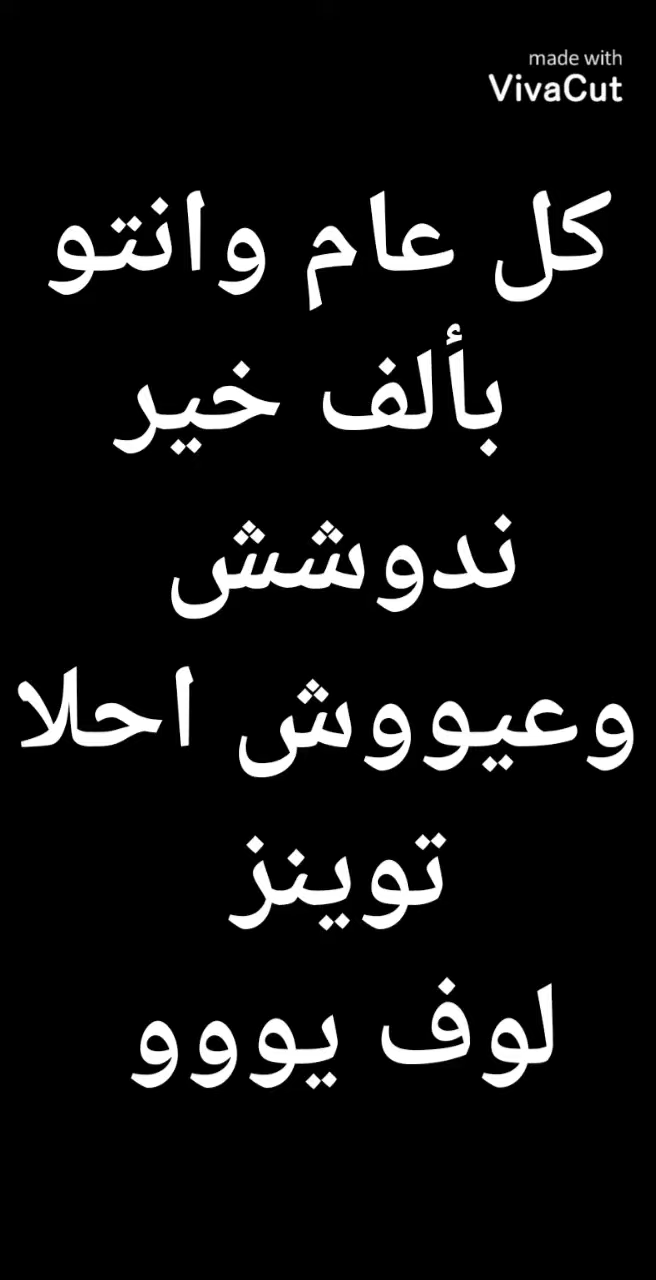 made with
VivaCut
كل عام وانتو
بألف خير
ندوشش
وعيووش احلا
توينز
لوف يووو